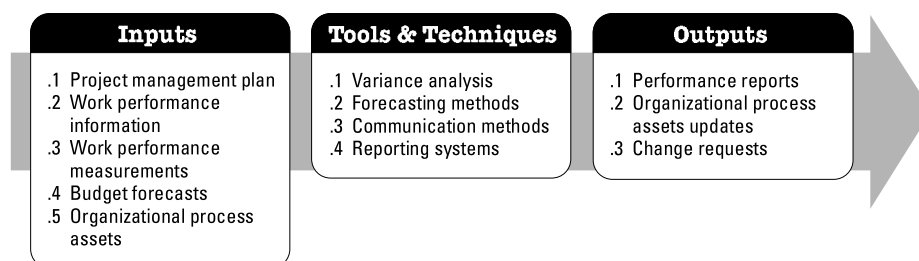 Inputs
.1 Project management plan
.2 Work performance
information
.3 Work performance
measurements
.4 Budget forecasts
.5 Organizational process
assets
Tools & Techniques
.1 Variance analysis
.2 Forecasting methods
.3 Communication methods
.4 Reporting systems
Outputs
.1 Performance reports
.2 Organizational process
assets updates
.3 Change requests